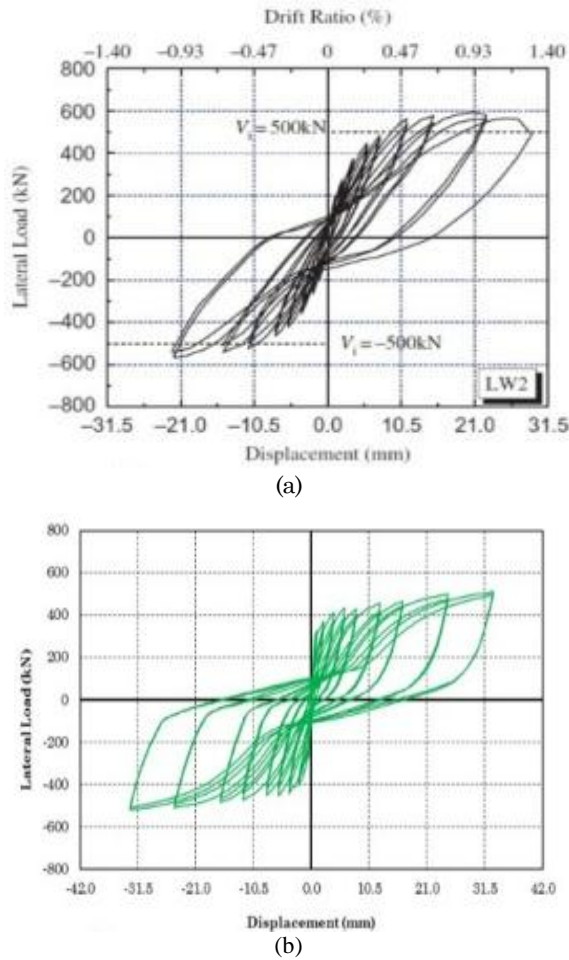 Drift Ratio (%)
−1.40 −0.93 −0.47 0 0.47 0.93 1.40
800
600
400
200
0
−200
−400
−600
−800
Lateral Load (kN)
= 500kN
= −500kN
LW2
−31.5 −21.0 −10.5 0.0 10.5 21.0 31.5
Displacement (mm)
(a)
800
600
400
200
0
-200
-400
-600
-800
Lateral Load (kN)
-42.0 -31.5 -21.0 -10.5 0.0 10.5 21.0 31.5 42.0
Displacement (mm)
(b)